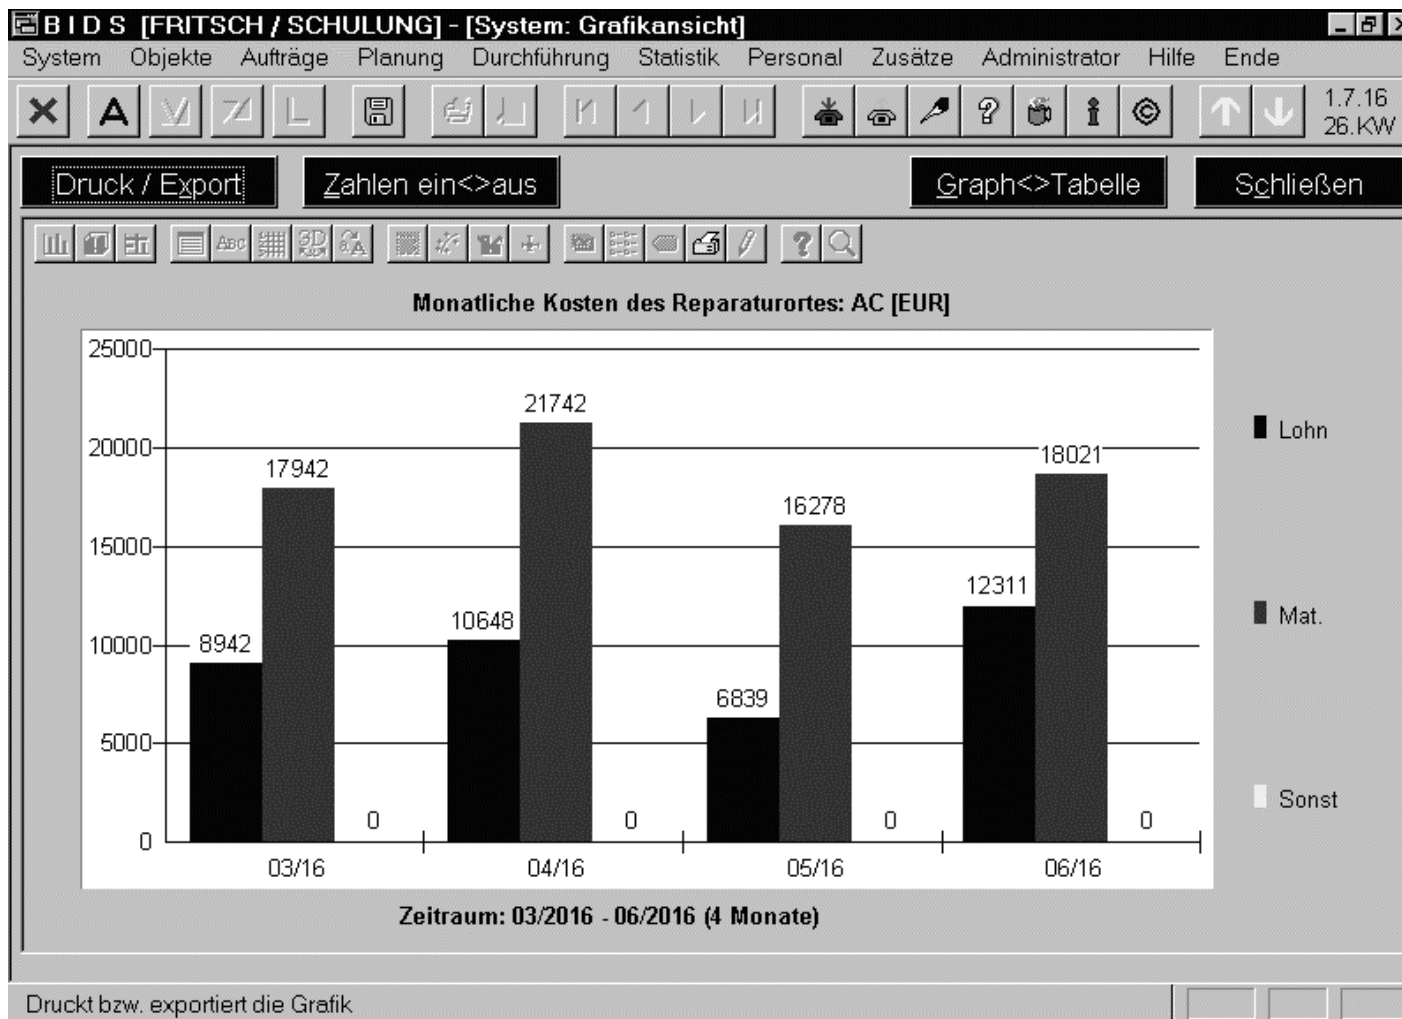 B I D S [FRITSCH / SCHULUNG] - [System: Grafikansicht]
System Objekte Aufträge Planung Durchführung Statistik Personal Zusätze Administrator Hilfe Ende
1.7.16
26.KW
Druck / Export Zahlen ein<>aus Graph<>Tabelle Schließen
Monatliche Kosten des Reparaturortes: AC [EUR]
25000
21742
20000
Lohn
17942
18021
16278
15000
12311
10648
Mat.
10000
8942
6839
5000
Sonst
0 0 0 0
0
03/16 04/16 05/16 06/16
Zeitraum: 03/2016 - 06/2016 (4 Monate)
Druckt bzw. exportiert die Grafik